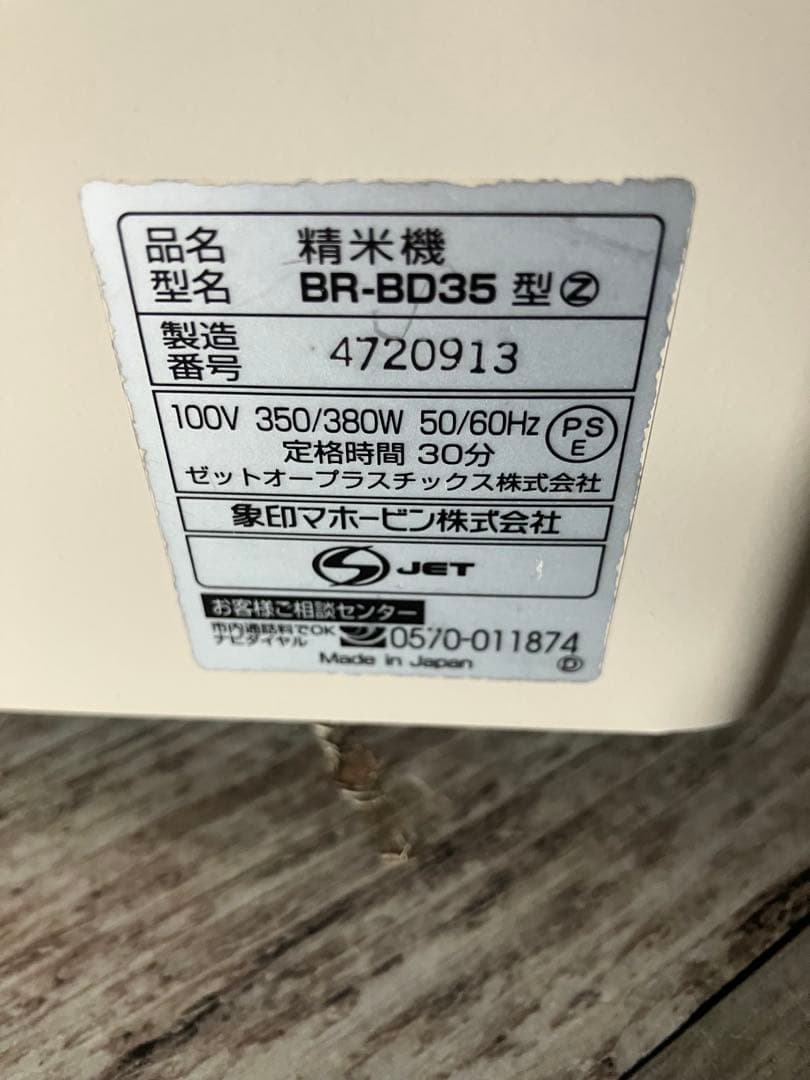 品名 精米機
型名 BR-BD35 型 Ⓩ
製造番号 4720913
100V 350/380W 50/60Hz
PS
E
定格時間 30分
ゼットオープラスチックス株式会社
象印マホービン株式会社
JET
お客様ご相談センター
市内通話料でOK
ナビダイヤル 0570-011874
Made in Japan Ⓓ